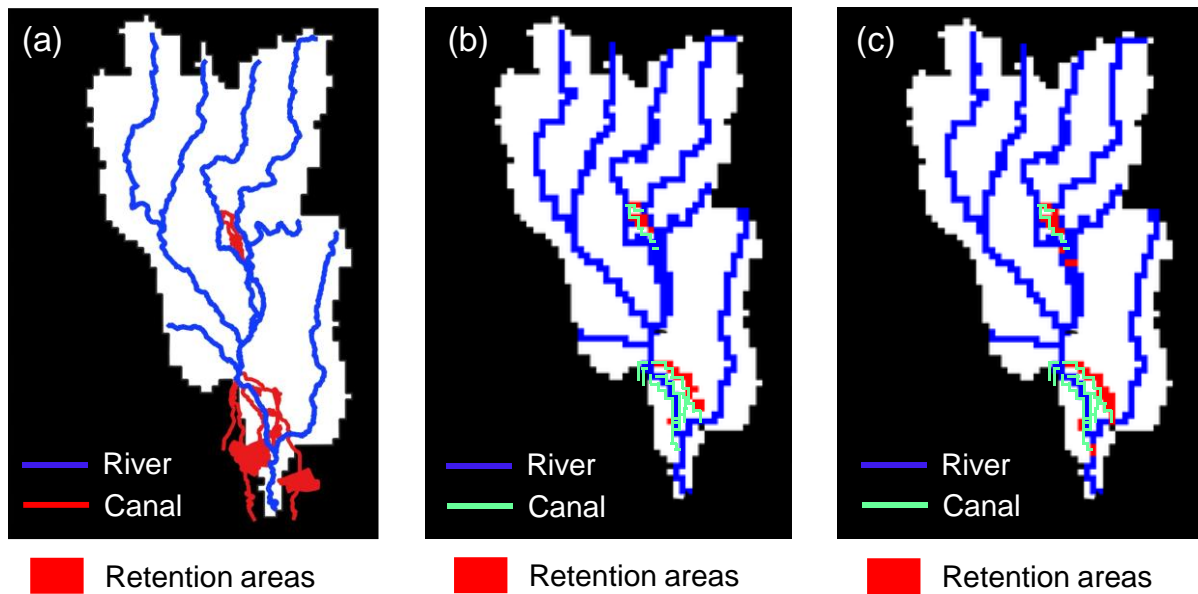 (a)
River
Canal
Retention areas
(b)
River
Canal
Retention areas
(c)
River
Canal
Retention areas